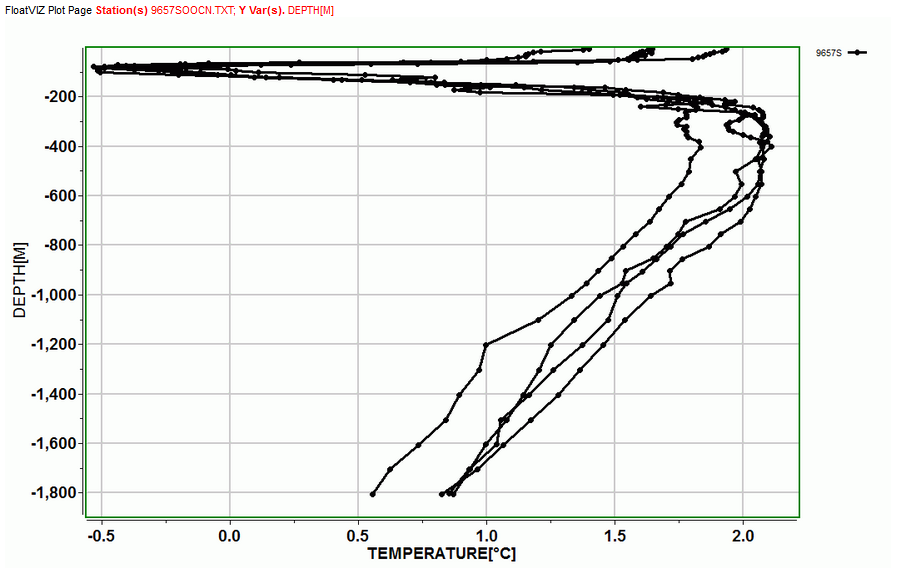 FloatVIZ Plot Page Station(s) 9657SOOCN.TXT; Y Var(s). DEPTH[M]
9657S
-200
-400
-600
-800
-1,000
-1,200
-1,400
-1,600
-1,800
DEPTH[M]
-0.5 0.0 0.5 1.0 1.5 2.0
TEMPERATURE[°C]